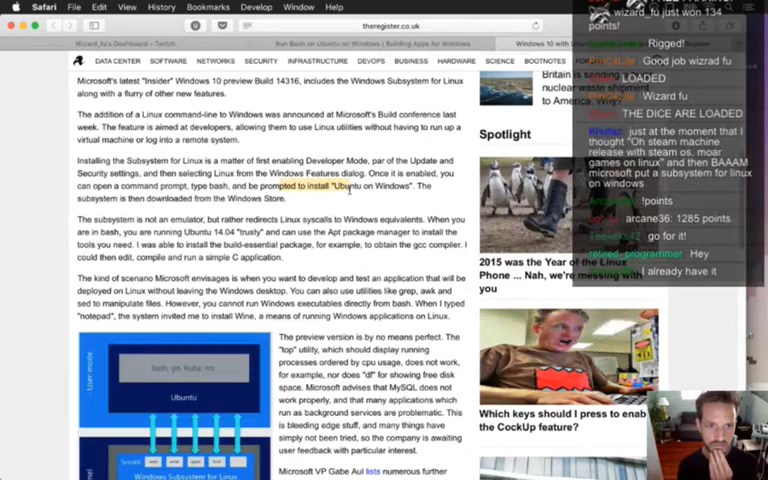 Safari File Edit View History Bookmarks Develop Window Help
theregister.co.uk
Wizard_fu's Dashboard - Twitch
Run Bash on Ubuntu on Windows | Building Apps for Windows
Windows 10 with
DATA CENTER SOFTWARE NETWORKS SECURITY INFRASTRUCTURE DEVOPS BUSINESS HARDWARE SCIENCE BOOTNOTES
Microsoft's latest "Insider" Windows 10 preview Build 14316, includes the Windows Subsystem for Linux
along with a flurry of other new features.
The addition of a Linux command-line to Windows was announced at Microsoft's Build conference last
week. The feature is aimed at developers, allowing them to use Linux utilities without having to run up a
virtual machine or log into a remote system.
Installing the Subsystem for Linux is a matter of first enabling Developer Mode, par of the Update and
Security settings, and then selecting Linux from the Windows Features dialog. Once it is enabled, you
can open a command prompt, type bash, and be prompted to install "Ubuntu on Windows". The
subsystem is then downloaded from the Windows Store.
The subsystem is not an emulator, but rather redirects Linux syscalls to Windows equivalents. When you
are in bash, you are running Ubuntu 14.04 "trusty" and can use the Apt package manager to install the
tools you need. I was able to install the build-essential package, for example, to obtain the gcc compiler. I
could then edit, compile and run a simple C application.
The kind of scenario Microsoft envisages is when you want to develop and test an application that will be
deployed on Linux without leaving the Windows desktop. You can also use utilities like grep, awk and
sed to manipulate files. However, you cannot run Windows executables directly from bash. When I typed
"notepad", the system invited me to install Wine, a means of running Windows applications on Linux.
User-mode
Bash, git, Ruby, etc...
Ubuntu
Syscalls
Windows Subsystem for Linux
The preview version is by no means perfect. The
"top" utility, which should display running
processes ordered by cpu usage, does not work,
for example, nor does "df" for showing free disk
space. Microsoft advises that MySQL does not
work properly, and that many applications which
run as background services are problematic. This
is bleeding edge stuff, and many things have
simply not been tried, so the company is awaiting
user feedback with particular interest.
Microsoft VP Gabe Aul lists numerous further
Britain is sending
nuclear waste shipment
to America. Why?
Spotlight
2015 was the Year of the Linux
Phone ... Nah, we're messing with
you
Which keys should I press to enab
the CockUp feature?
wizard_fu just won 134
points!
Rigged!
Good job wizrad fu
LOADED
Wizard fu
THE DICE ARE LOADED
just at the moment that I
thought "Oh steam machine
release with steam os. moar
games on linux" and then BAAAM
microsoft put a subsystem for linux
on windows
!points
arcane36: 1285 points
go for it!
retired_programmer Hey
I already have it